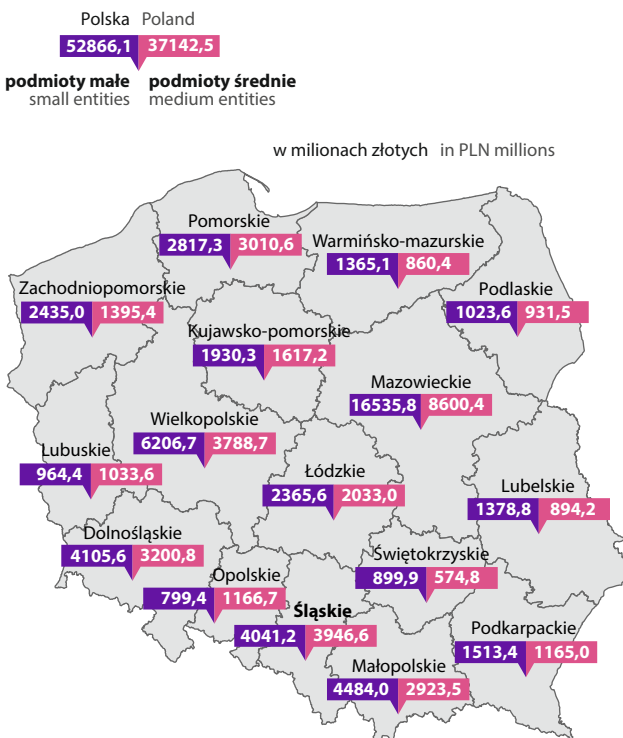 Polska Poland
52866,1 37142,5
podmioty małe podmioty średnie
small entities medium entities
w milionach złotych in PLN millions
Pomorskie
2817,3 3010,6
Warmińsko-mazurskie
1365,1 860,4
Zachodniopomorskie
2435,0 1395,4
Podlaskie
1023,6 931,5
Kujawsko-pomorskie
1930,3 1617,2
Mazowieckie
16535,8 8600,4
Wielkopolskie
6206,7 3788,7
Lubuskie
964,4 1033,6
Łódzkie
2365,6 2033,0
Lubelskie
1378,8 894,2
Dolnośląskie
4105,6 3200,8
Świętokrzyskie
899,9 574,8
Opolskie
799,4 1166,7
Śląskie
4041,2 3946,6
Podkarpackie
1513,4 1165,0
Małopolskie
4484,0 2923,5